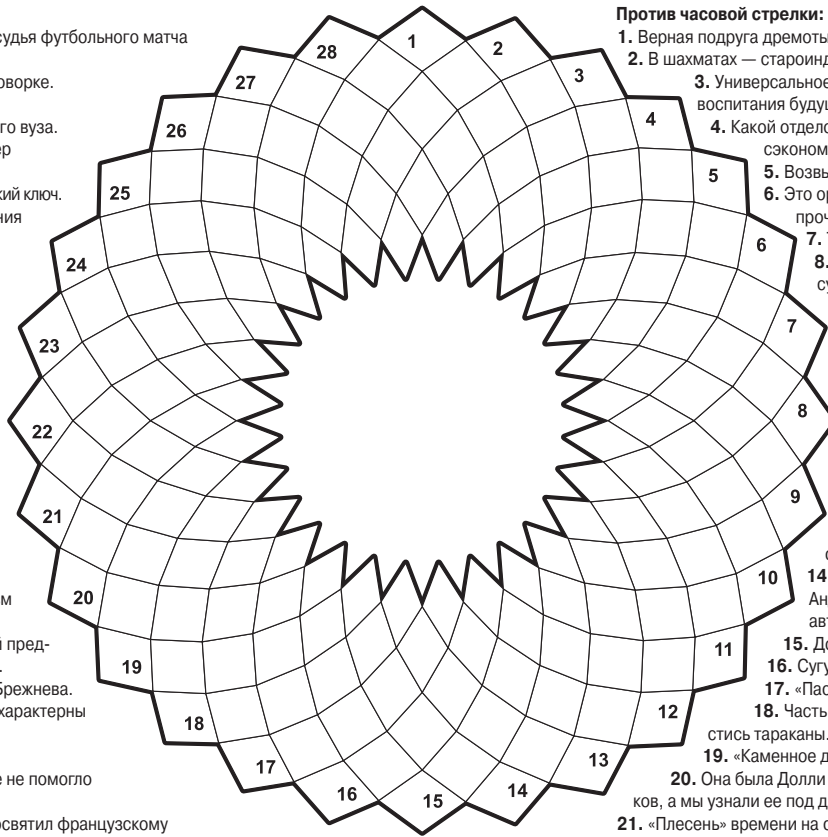 судья футбольного матча
оворке.
го вуза.
ер
кий ключ.
ния
м
й пред-
Брежнева.
характерны
е не помогло
освятил французскому
1
2
3
4
5
6
7
8
9
10
11
12
13
14
15
16
17
18
19
20
21
22
23
24
25
26
27
28
Против часовой стрелки:
1. Верная подруга дремоты
2. В шахматах — староинд
3. Универсальное
воспитания будущ
4. Какой отдело
сэконом
5. Возвы
6. Это ор
проч
7.
8.
су
14
Ан
авт
15. До
16. Сугу
17. «Пас
18. Часть
стись тараканы.
19. «Каменное д
20. Она была Долли
ков, а мы узнали ее под д
21. «Плесень» времени на с